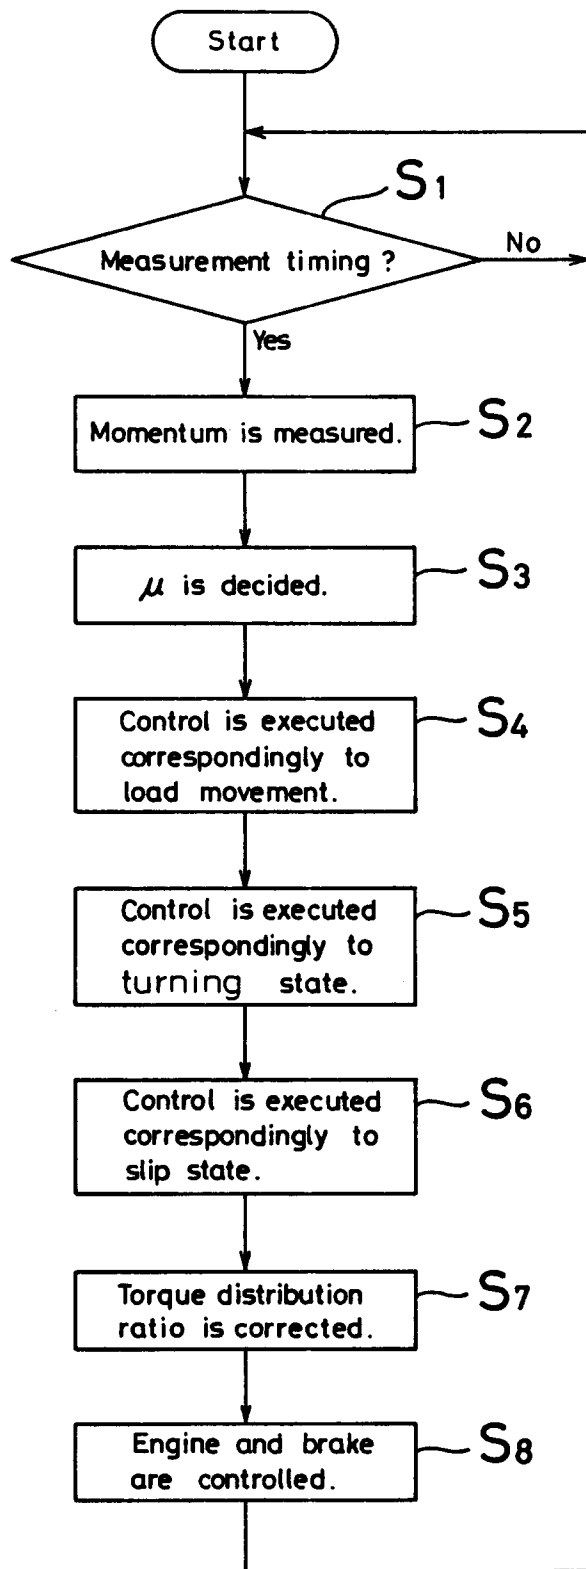 Start
S1
Measurement timing ?
No
Yes
Momentum is measured.
S2
μ is decided.
S3
Control is executed
correspondingly to
load movement.
S4
Control is executed
correspondingly to
turning state.
S5
Control is executed
correspondingly to
slip state.
S6
Torque distribution
ratio is corrected.
S7
Engine and brake
are controlled.
S8